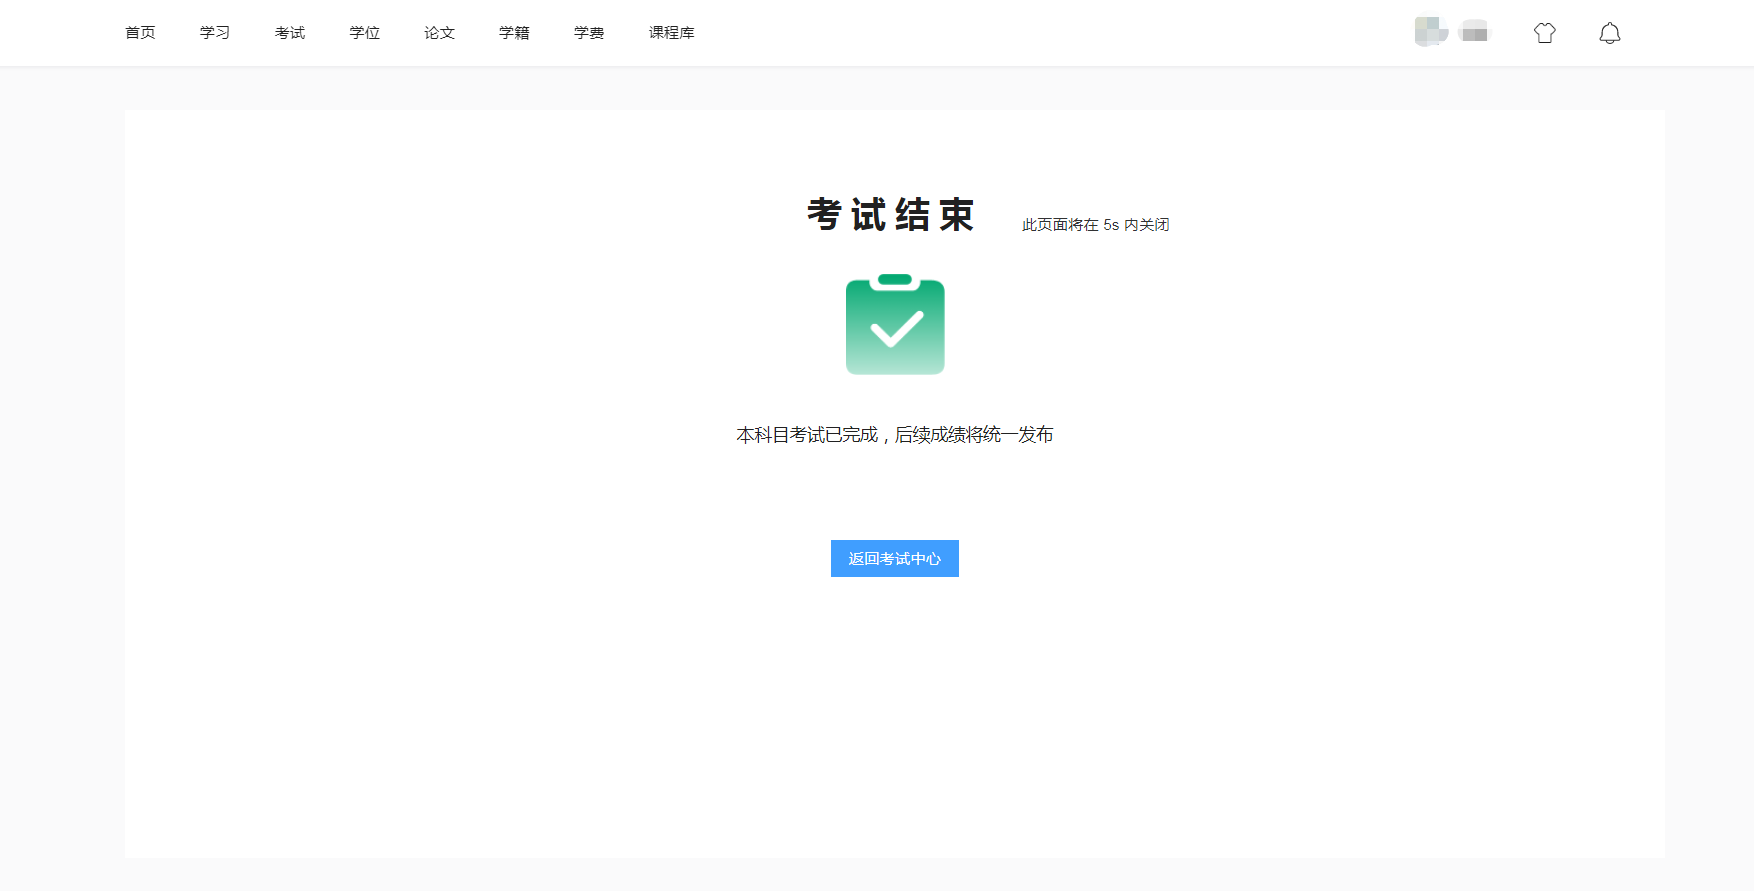 首页 学习 考试 学位 论文 学籍 学费 课程库
考试结束 此页面将在 5s 内关闭
本科目考试已完成，后续成绩将统一发布
返回考试中心